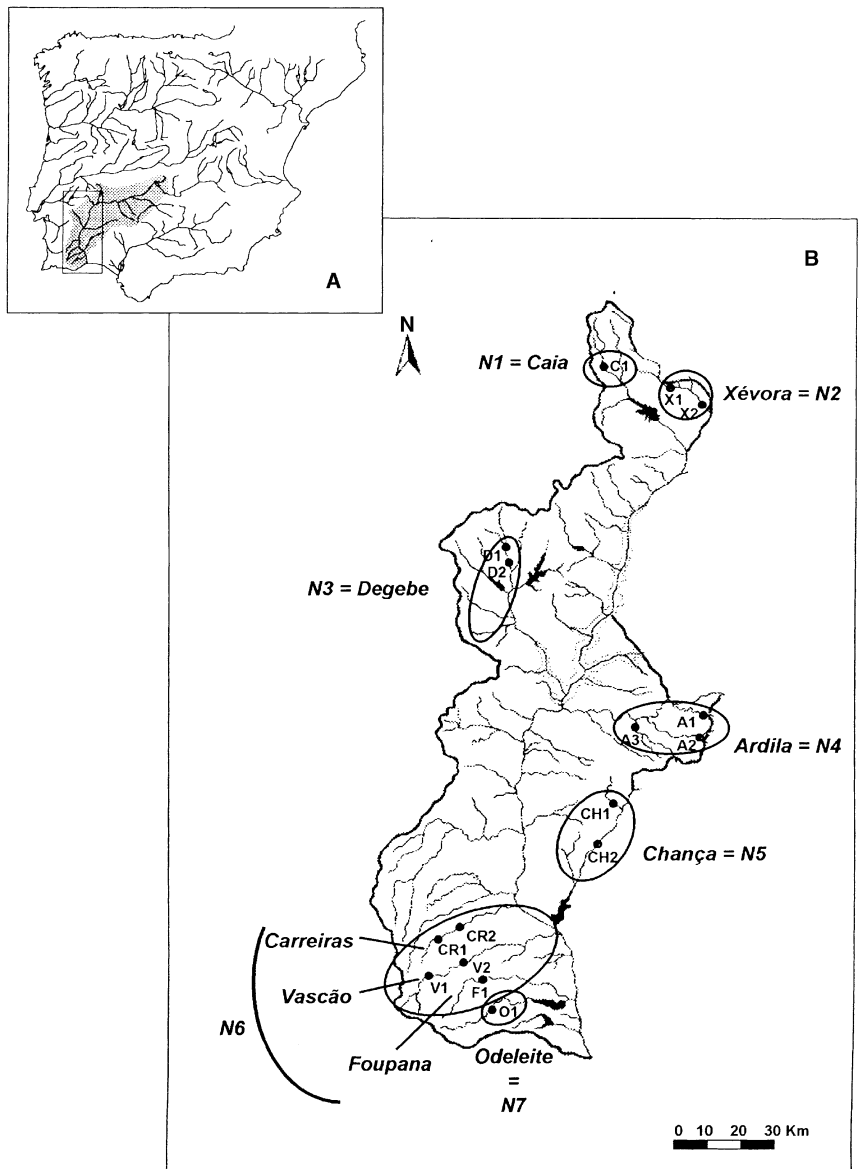 A
B
N
N1 = Caia
C1
X1
X2
Xévora = N2
D1
D2
N3 = Degebe
A1
A3
A2
Ardila = N4
CH1
CH2
Chança = N5
Carreiras
CR2
CR1
Vascão
V2
V1
F1
O1
N6
Foupana
Odeleite
=
N7
0 10 20 30 Km